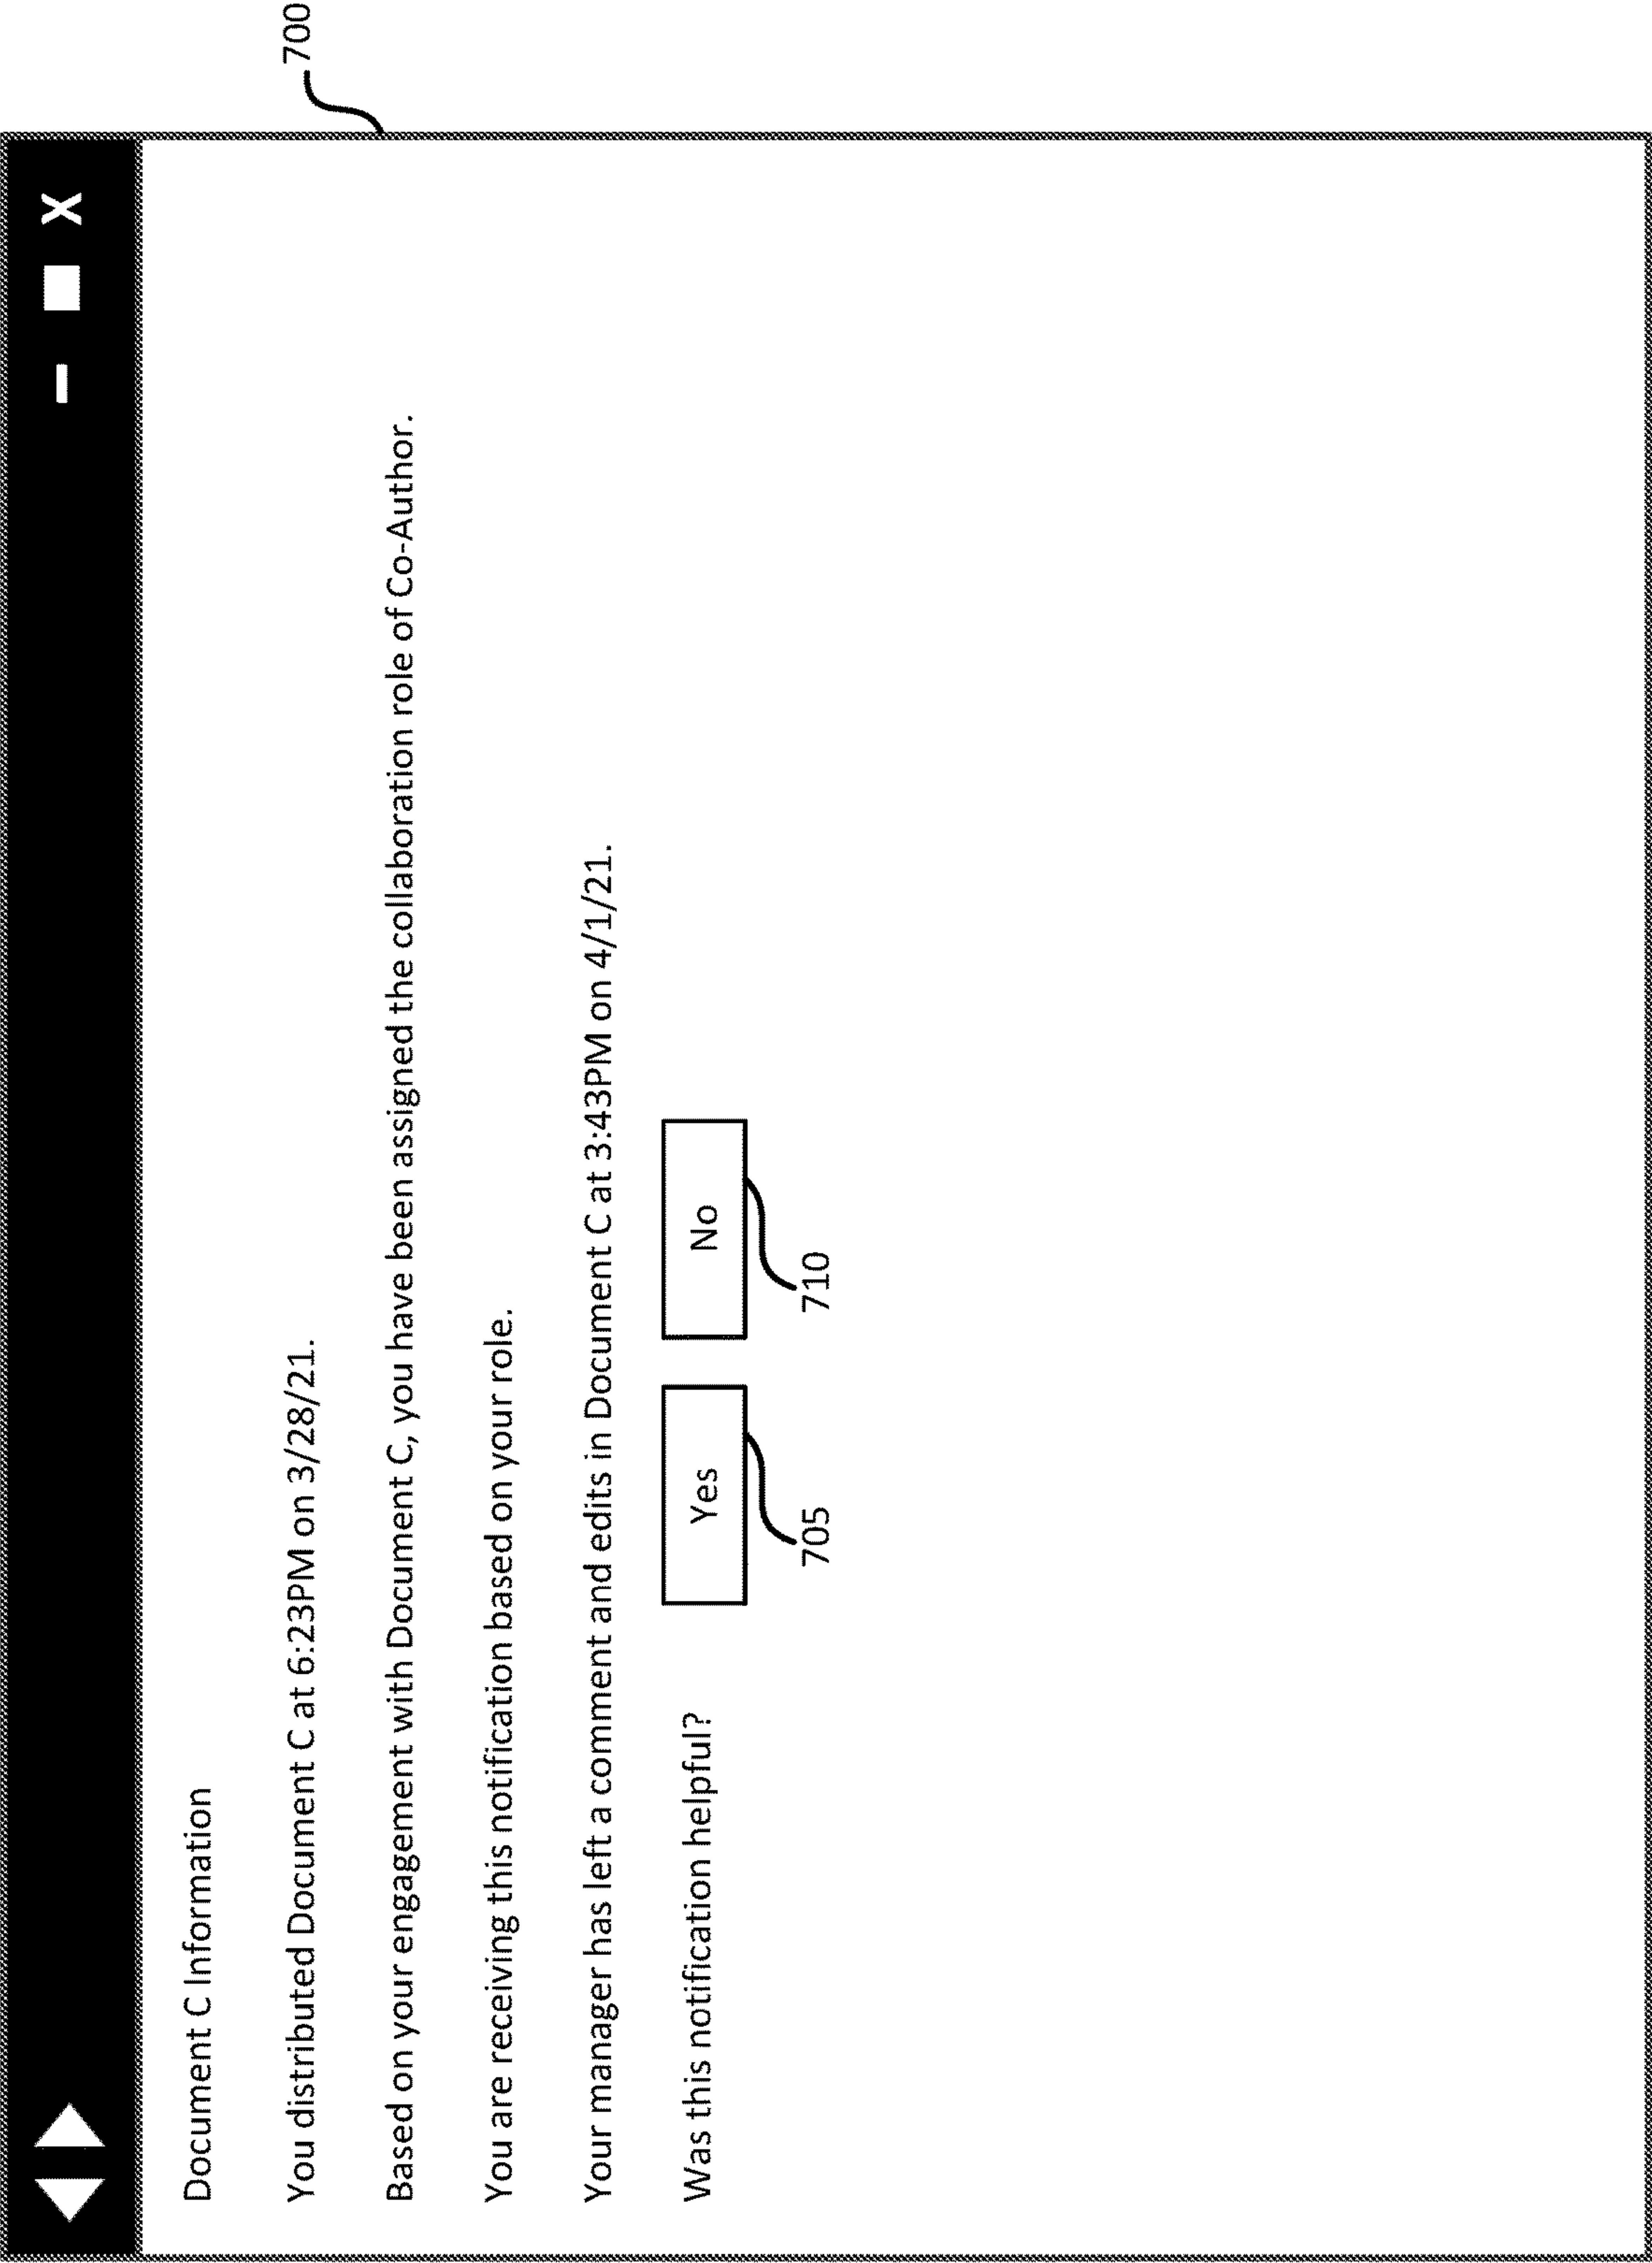 700
X
Document C Information
You distributed Document C at 6:23PM on 3/28/21.
Based on your engagement with Document C, you have been assigned the collaboration role of Co-Author.
You are receiving this notification based on your role.
Your manager has left a comment and edits in Document C at 3:43PM on 4/1/21.
Was this notification helpful? Yes No
705 710